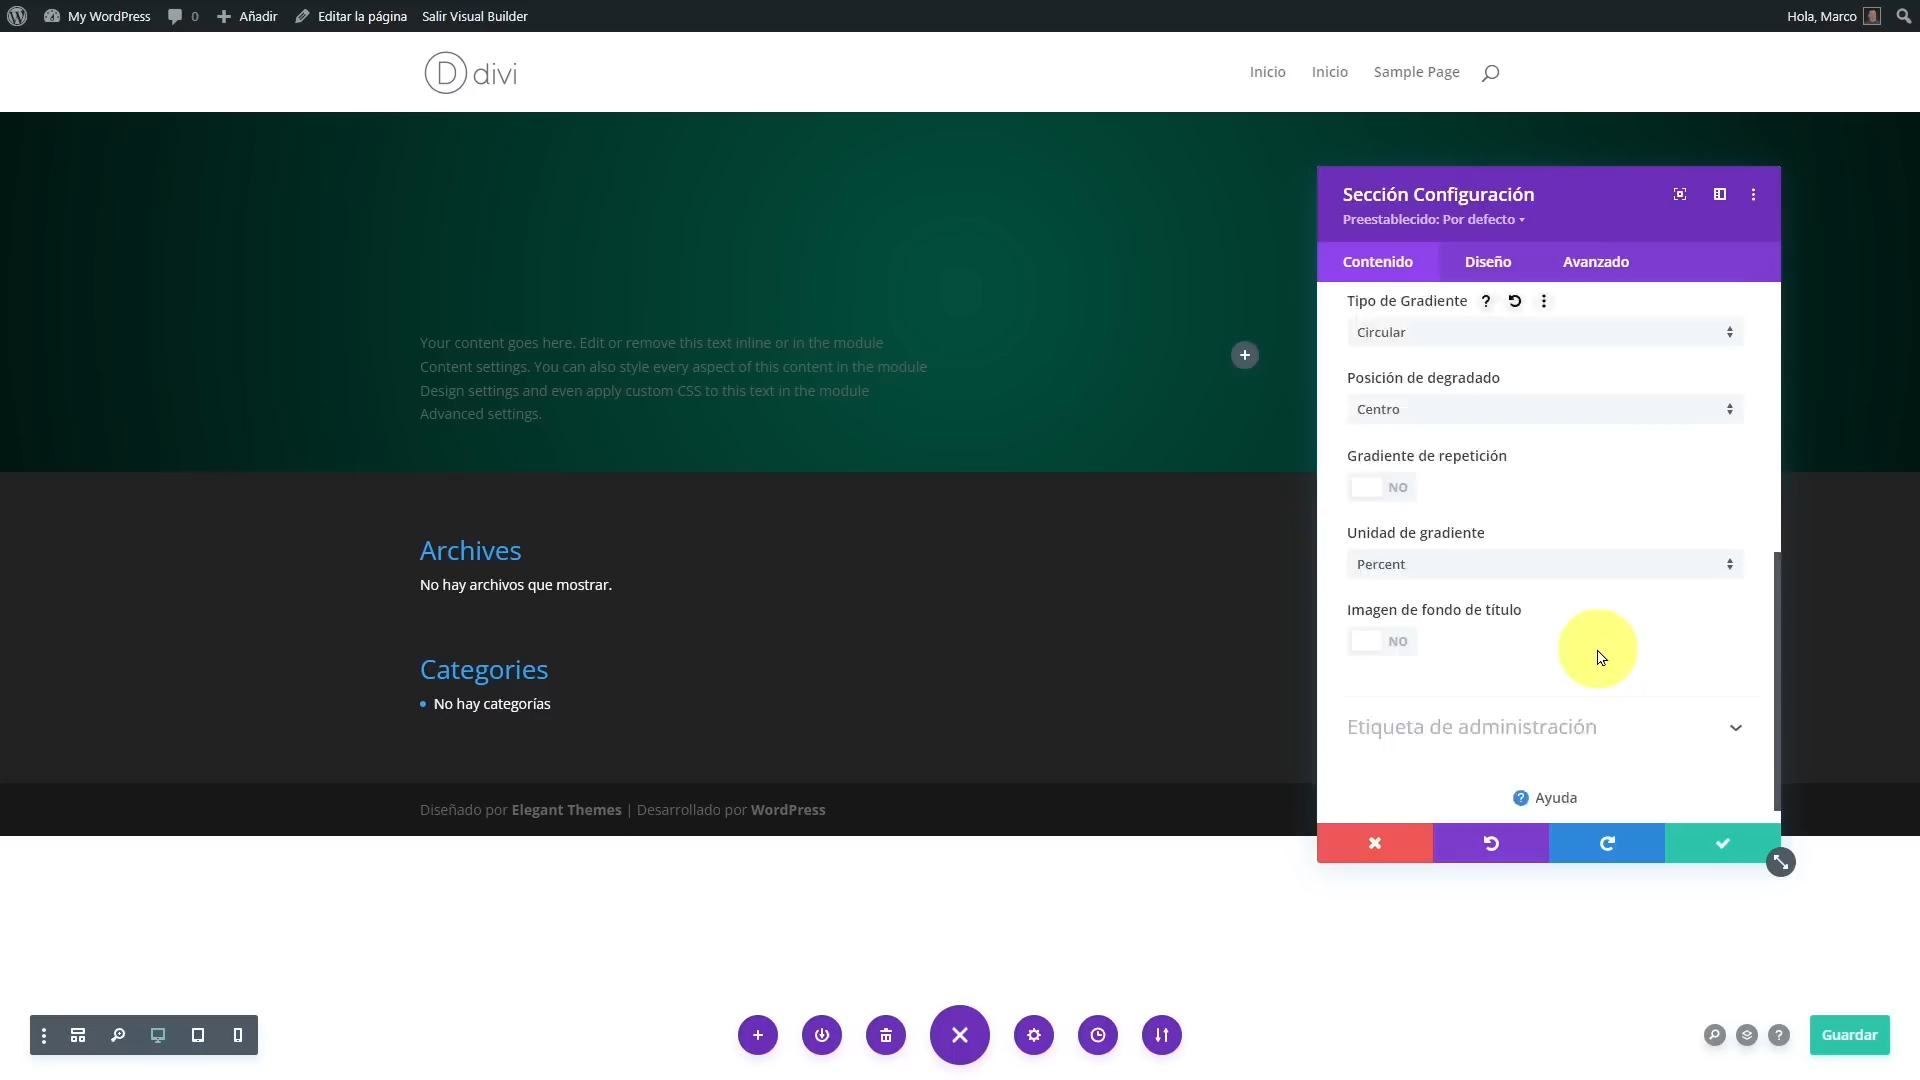 My WordPress 0 Añadir Editar la página Salir Visual Builder Hola, Marco
D divi
Inicio Inicio Sample Page
Sección Configuración
Preestablecido: Por defecto
Contenido Diseño Avanzado
Tipo de Gradiente ?
Circular
Posición de degradado
Centro
Gradiente de repetición
NO
Unidad de gradiente
Percent
Imagen de fondo de título
NO
Etiqueta de administración
? Ayuda
Your content goes here. Edit or remove this text inline or in the module
Content settings. You can also style every aspect of this content in the module
Design settings and even apply custom CSS to this text in the module
Advanced settings.
Archives
No hay archivos que mostrar.
Categories
No hay categorías
Diseñado por Elegant Themes | Desarrollado por WordPress
? Guardar